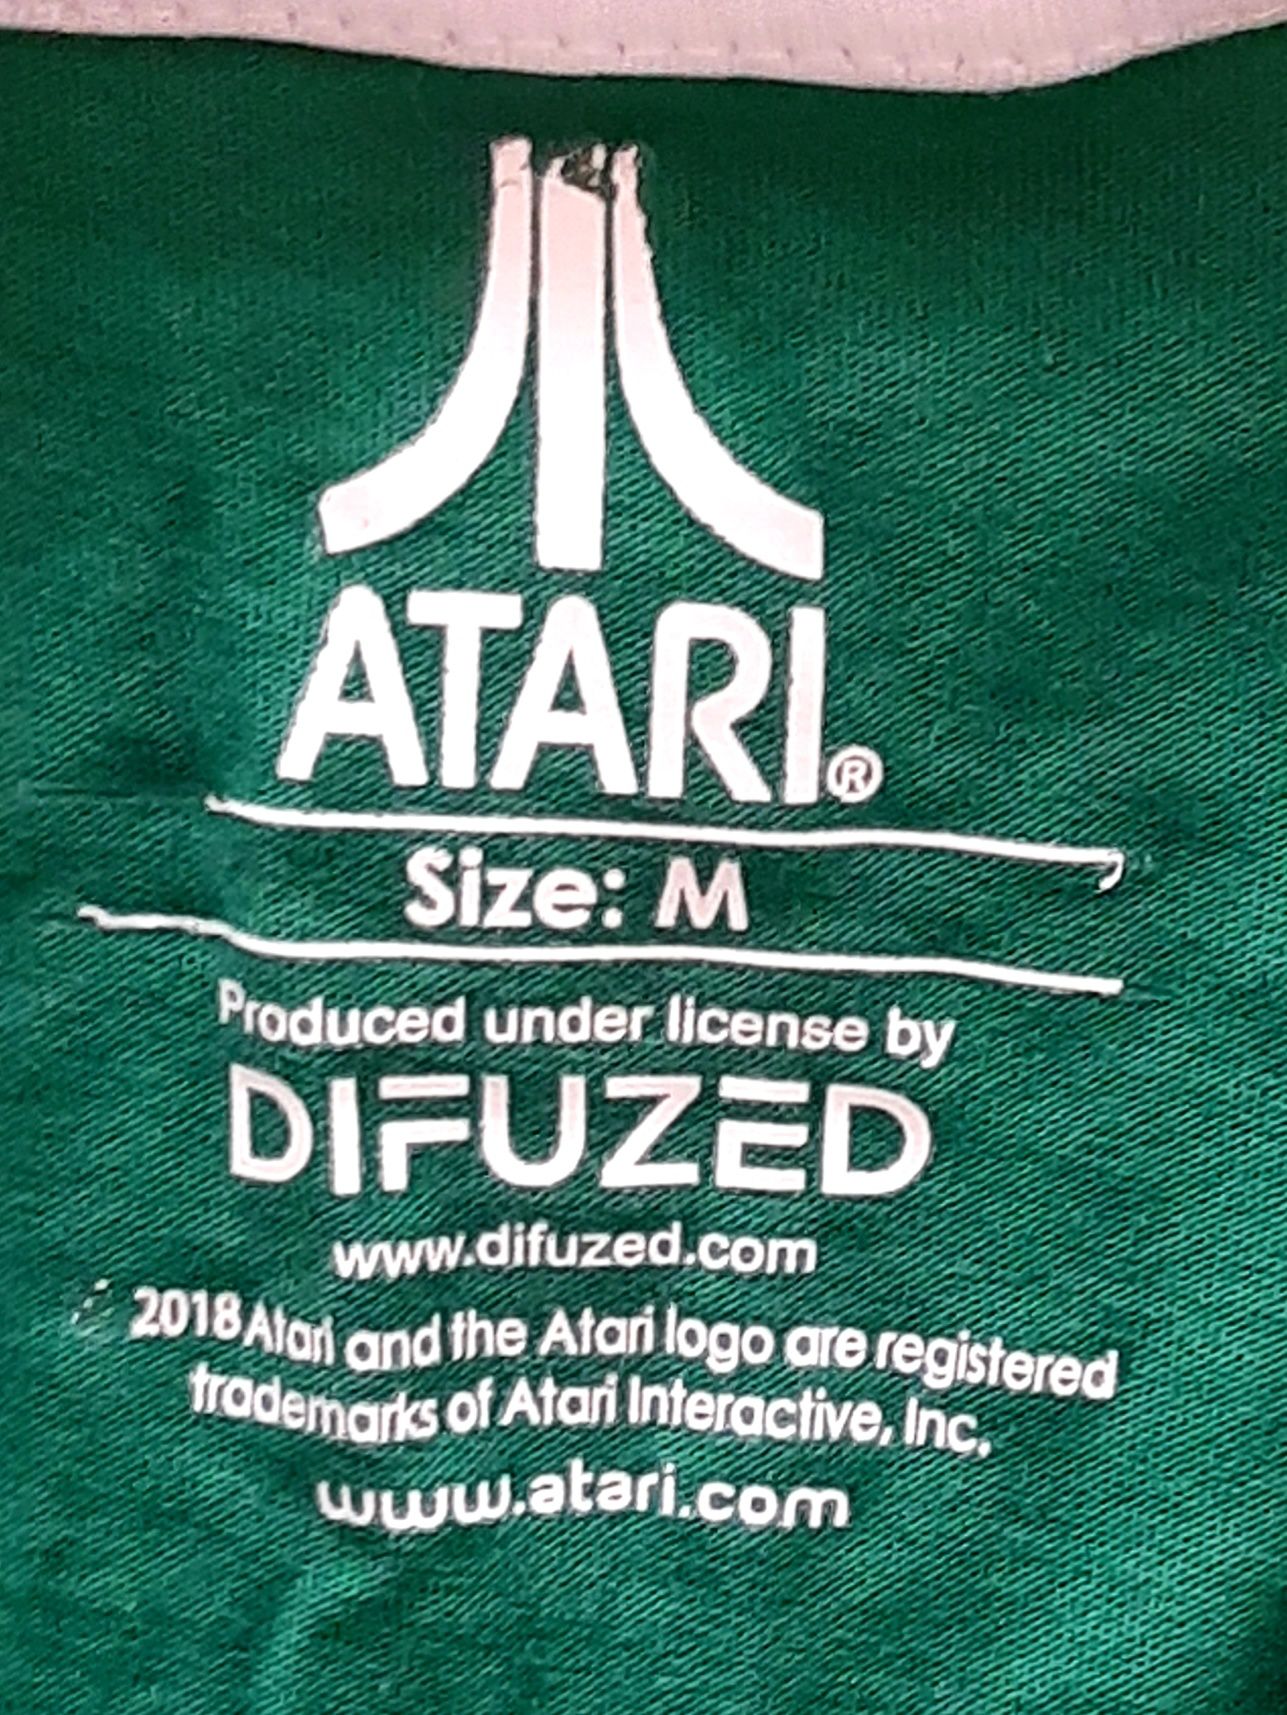 ATARI®
Size: M
Produced under license by
DIFUZED
www.difuzed.com
© 2018 Atari and the Atari logo are registered
trademarks of Atari Interactive, Inc.
www.atari.com